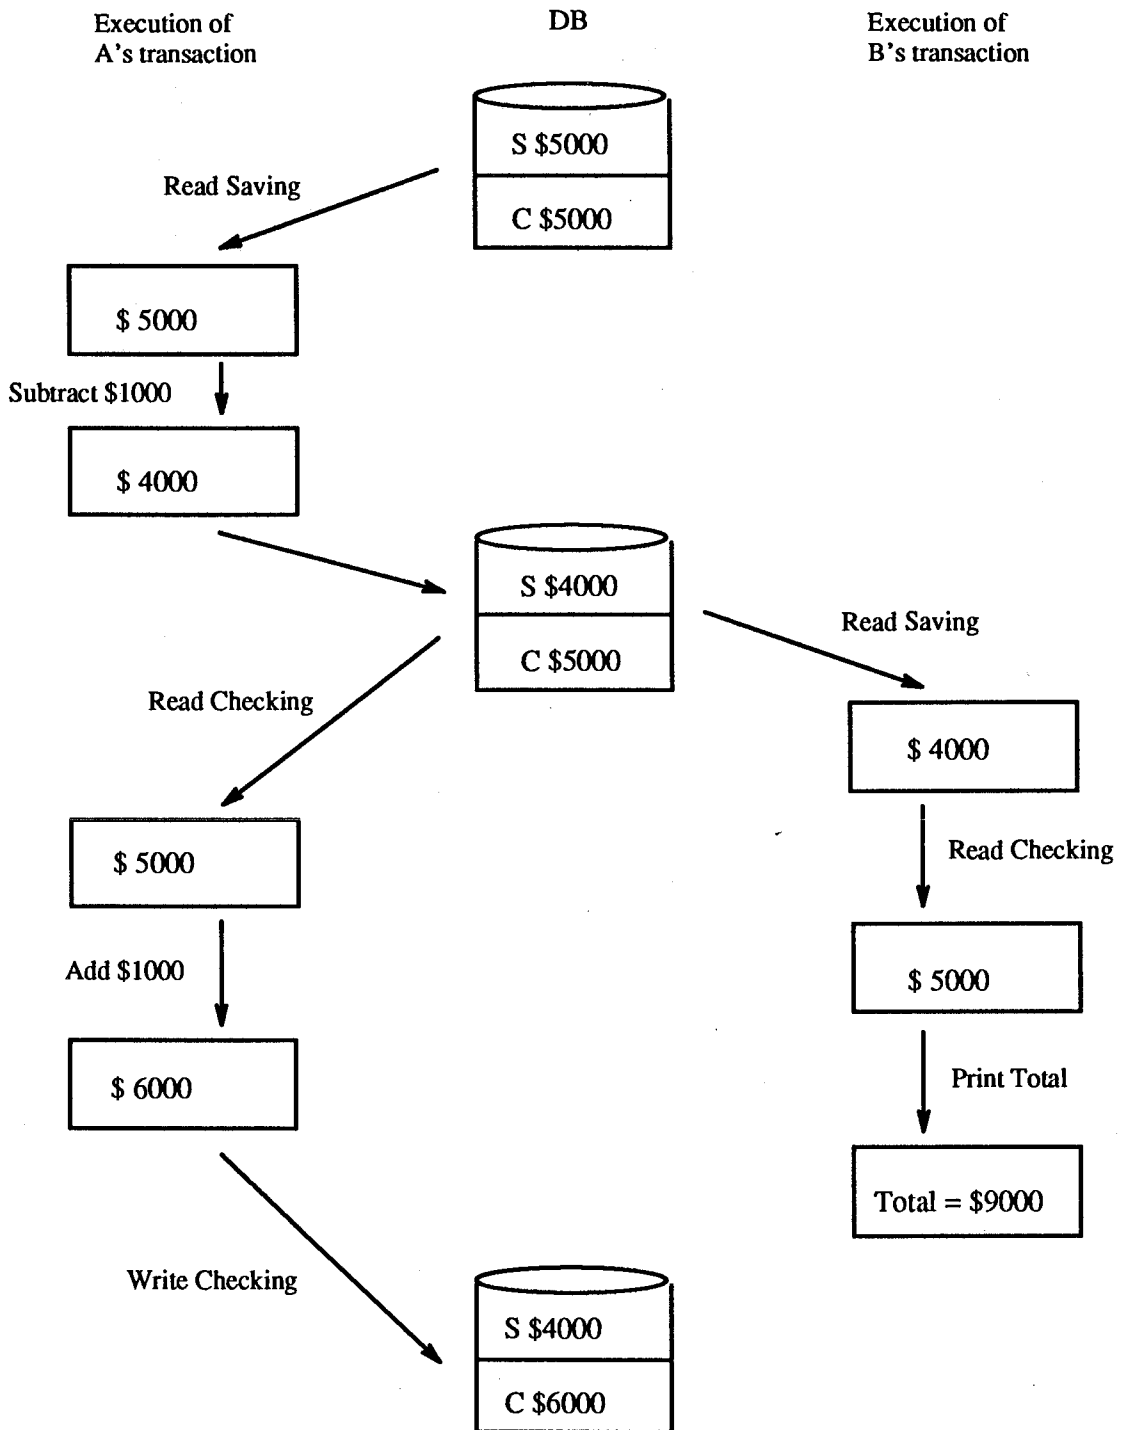 Execution of
A's transaction
DB
Execution of
B's transaction
S $5000
C $5000
Read Saving
$ 5000
Subtract $1000
$ 4000
S $4000
C $5000
Read Saving
Read Checking
$ 4000
Read Checking
$ 5000
Add $1000
$ 5000
$ 6000
Print Total
Total = $9000
Write Checking
S $4000
C $6000